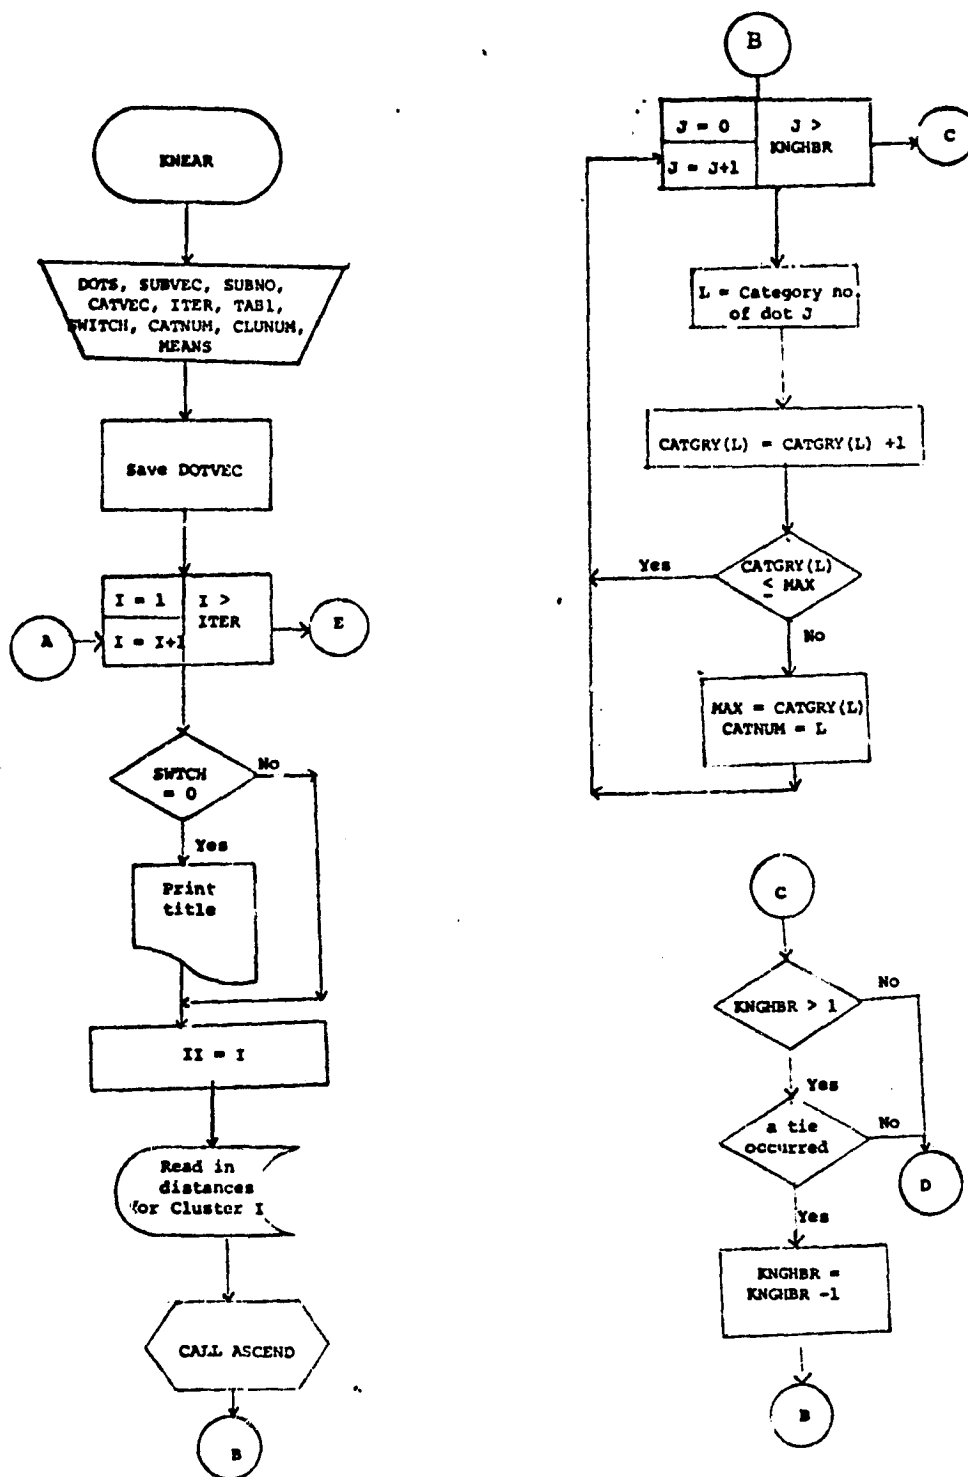 KNEAR
DOTS, SUBVEC, SUBNO,
CATVEC, ITER, TAB1,
SWITCH, CATNUM, CLUNUM,
MEANS
Save DOTVEC
I = 1
I = I+1
I >
ITER
A
E
SWTCH
= 0
No
Yes
Print
title
II = I
Read in
distances
for Cluster I
CALL ASCEND
B
B
J = 0
J = J+1
J >
KNGHBR
C
L = Category no.
of dot J
CATGRY(L) = CATGRY(L) +1
CATGRY(L)
≤ MAX
Yes
No
MAX = CATGRY(L)
CATNUM = L
C
KNGHBR > 1
No
Yes
a tie
occurred
No
D
Yes
KNGHBR =
KNGHBR -1
B